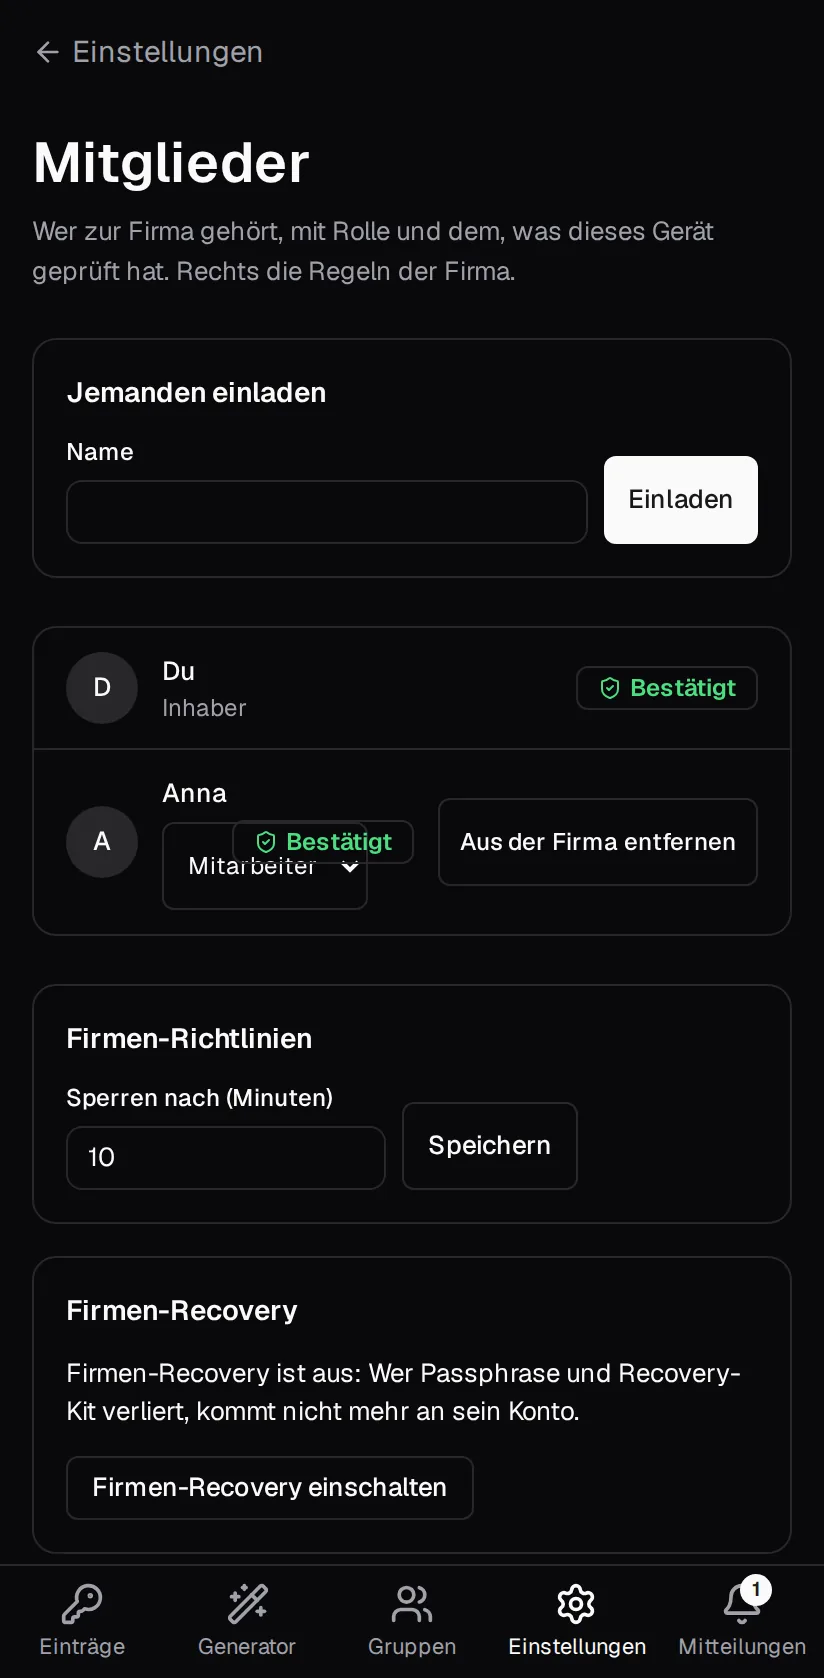 Einstellungen
Mitglieder
Wer zur Firma gehört, mit Rolle und dem, was dieses Gerät
geprüft hat. Rechts die Regeln der Firma.
Jemanden einladen
Name
Einladen
D
Du
Inhaber
Bestätigt
A
Anna
Mitarbeiter
Bestätigt
Aus der Firma entfernen
Firmen-Richtlinien
Sperren nach (Minuten)
10
Speichern
Firmen-Recovery
Firmen-Recovery ist aus: Wer Passphrase und Recovery-
Kit verliert, kommt nicht mehr an sein Konto.
Firmen-Recovery einschalten
Einträge
Generator
Gruppen
Einstellungen
1
Mitteilungen